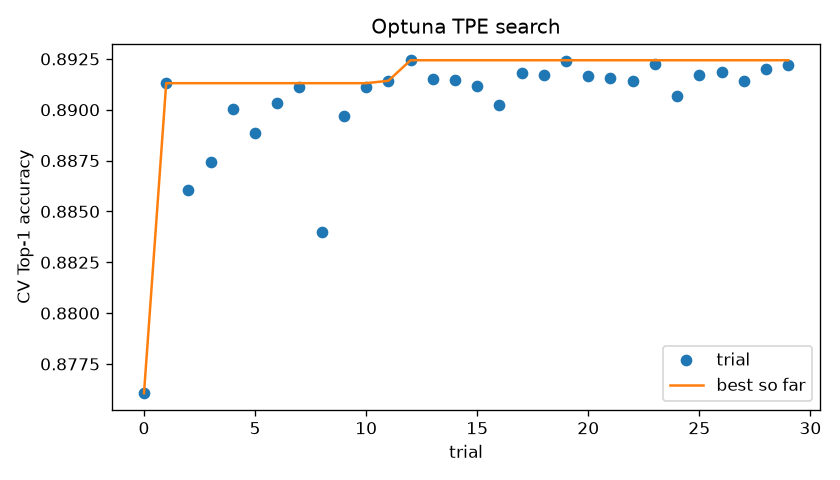 Optuna TPE search
CV Top-1 accuracy
0.8925
0.8900
0.8875
0.8850
0.8825
0.8800
0.8775
trial
best so far
0 5 10 15 20 25 30
trial